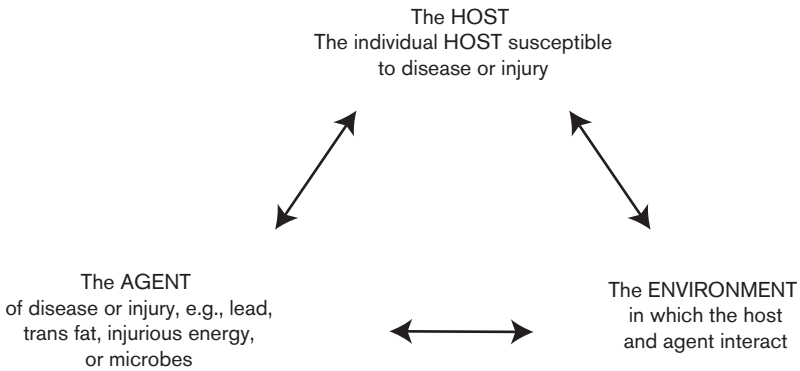 The HOST
The individual HOST susceptible
to disease or injury
The AGENT
of disease or injury, e.g., lead,
trans fat, injurious energy,
or microbes
The ENVIRONMENT
in which the host
and agent interact